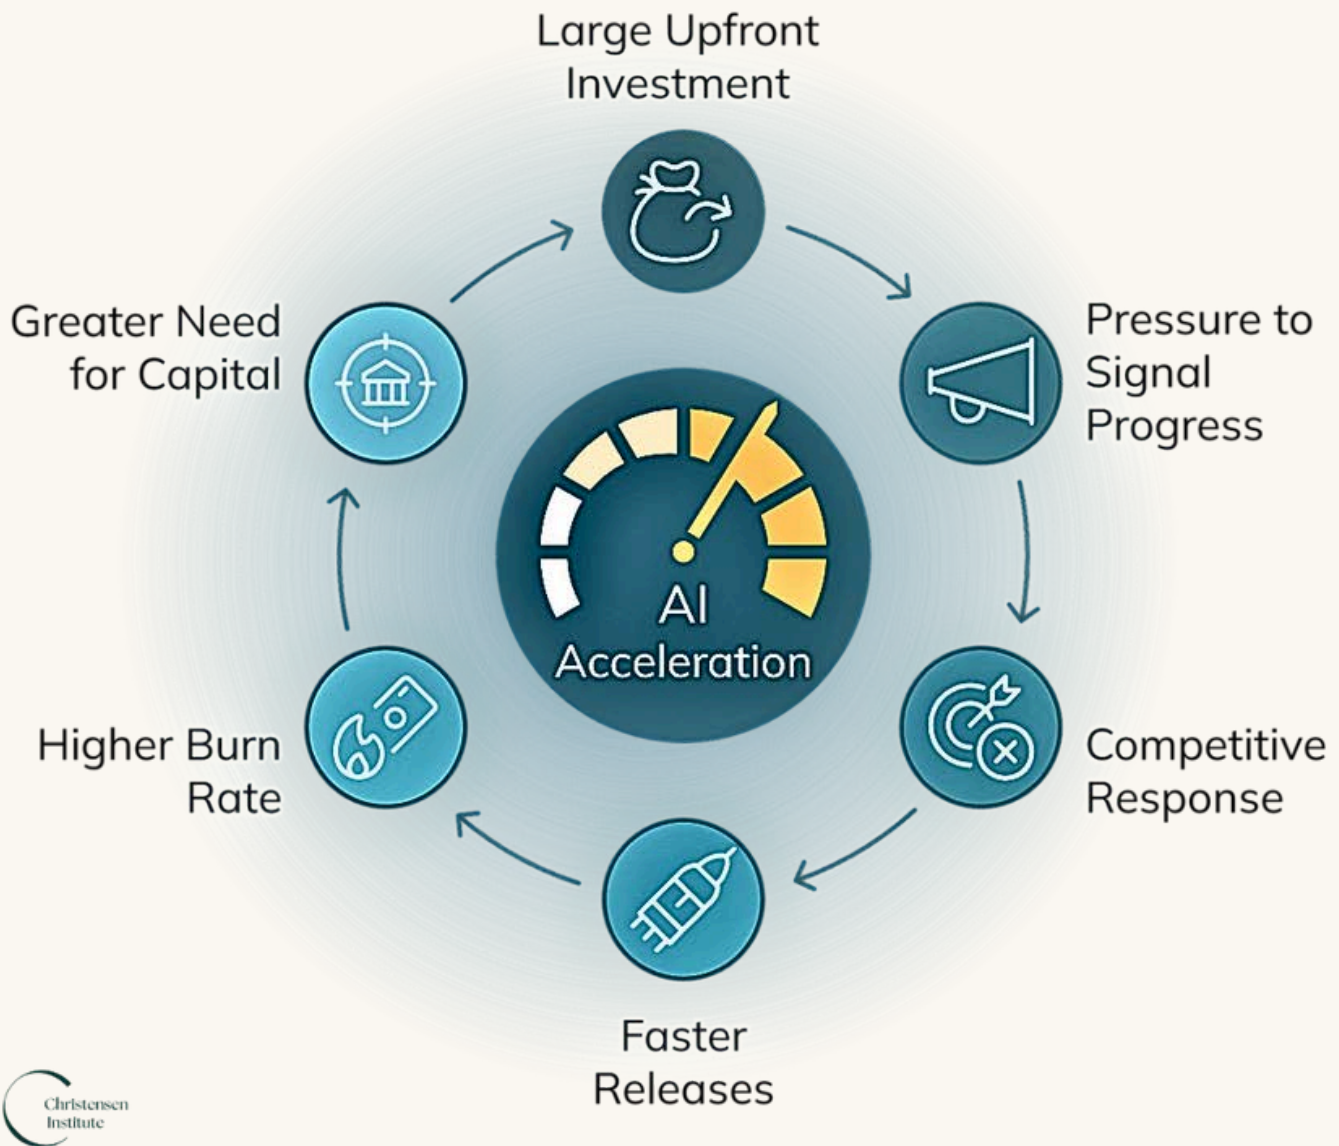 Large Upfront
Investment
Pressure to
Signal
Progress
Competitive
Response
Faster
Releases
Higher Burn
Rate
Greater Need
for Capital
AI
Acceleration
Christensen
Institute